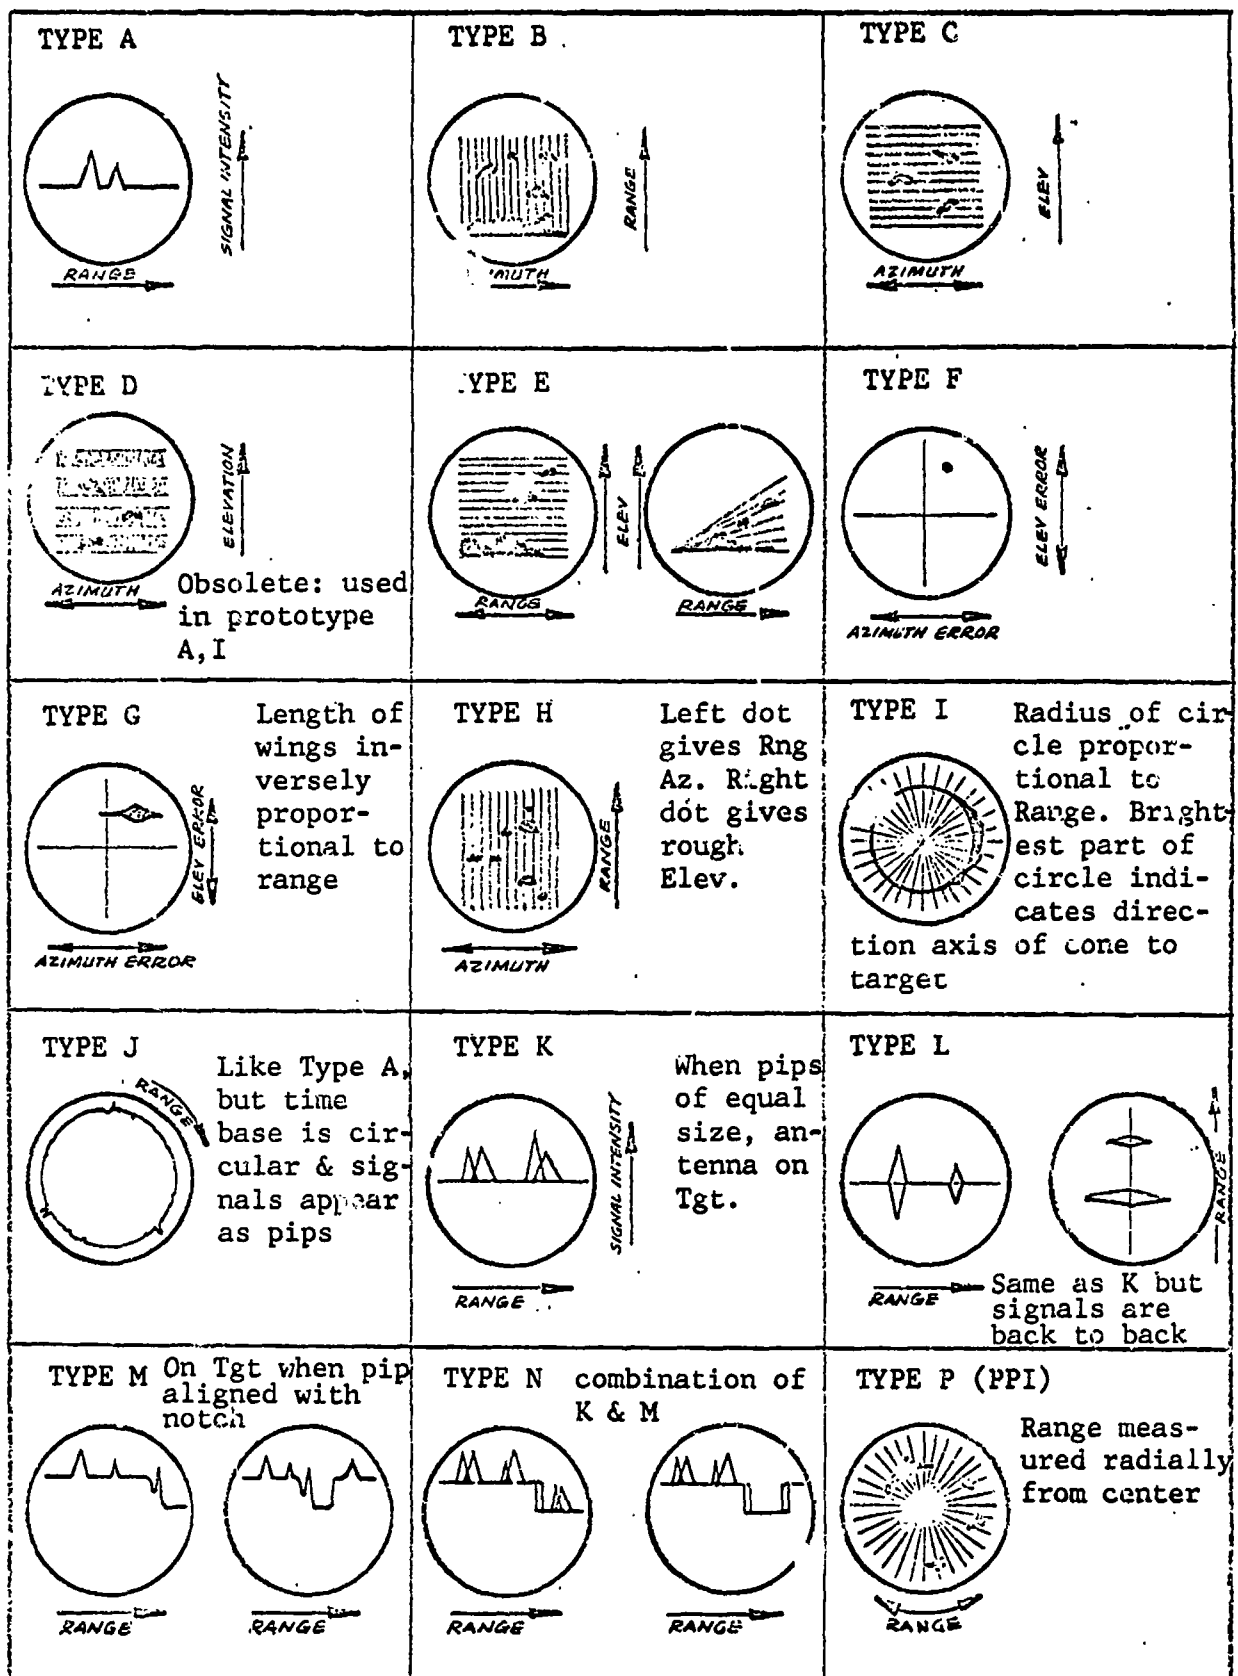 TYPE A
SIGNAL INTENSITY
RANGE
TYPE B
RANGE
TYPE C
ELEV
AZIMUTH
TYPE D
ELEVATION
AZIMUTH
Obsolete: used
in prototype
A,I
TYPE E
ELEV
RANGE
RANGE
TYPE F
ELEV ERROR
AZIMUTH ERROR
TYPE G
Length of
wings in-
versely
propor-
tional to
range
ELEV ERROR
AZIMUTH ERROR
TYPE H
Left dot
gives Rng
Az. Right
dot gives
rough
Elev.
RANGE
AZIMUTH
TYPE I
Radius of cir-
cle propor-
tional to
Range. Bright-
est part of
circle indi-
cates direc-
tion axis of cone to
target
TYPE J
RANGE
Like Type A,
but time
base is cir-
cular & sig-
nals appear
as pips
TYPE K
When pips
of equal
size, an-
tenna on
Tgt.
SIGNAL INTENSITY
RANGE
TYPE L
RANGE
RANGE
Same as K but
signals are
back to back
TYPE M On Tgt when pip
aligned with
notch
RANGE
RANGE
TYPE N combination of
K & M
RANGE
RANGE
TYPE P (PPI)
Range meas-
ured radially
from center
RANGE